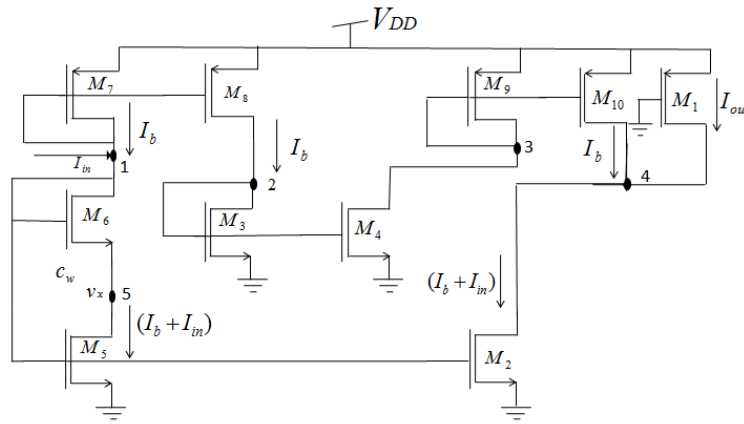 V_DD
M_7
M_8
M_9
M_10
M_1
I_ou
I_b
I_b
I_b
3
I_in
1
2
4
M_6
M_3
M_4
c_w
v_x
5
(I_b + I_in)
(I_b + I_in)
M_5
M_2